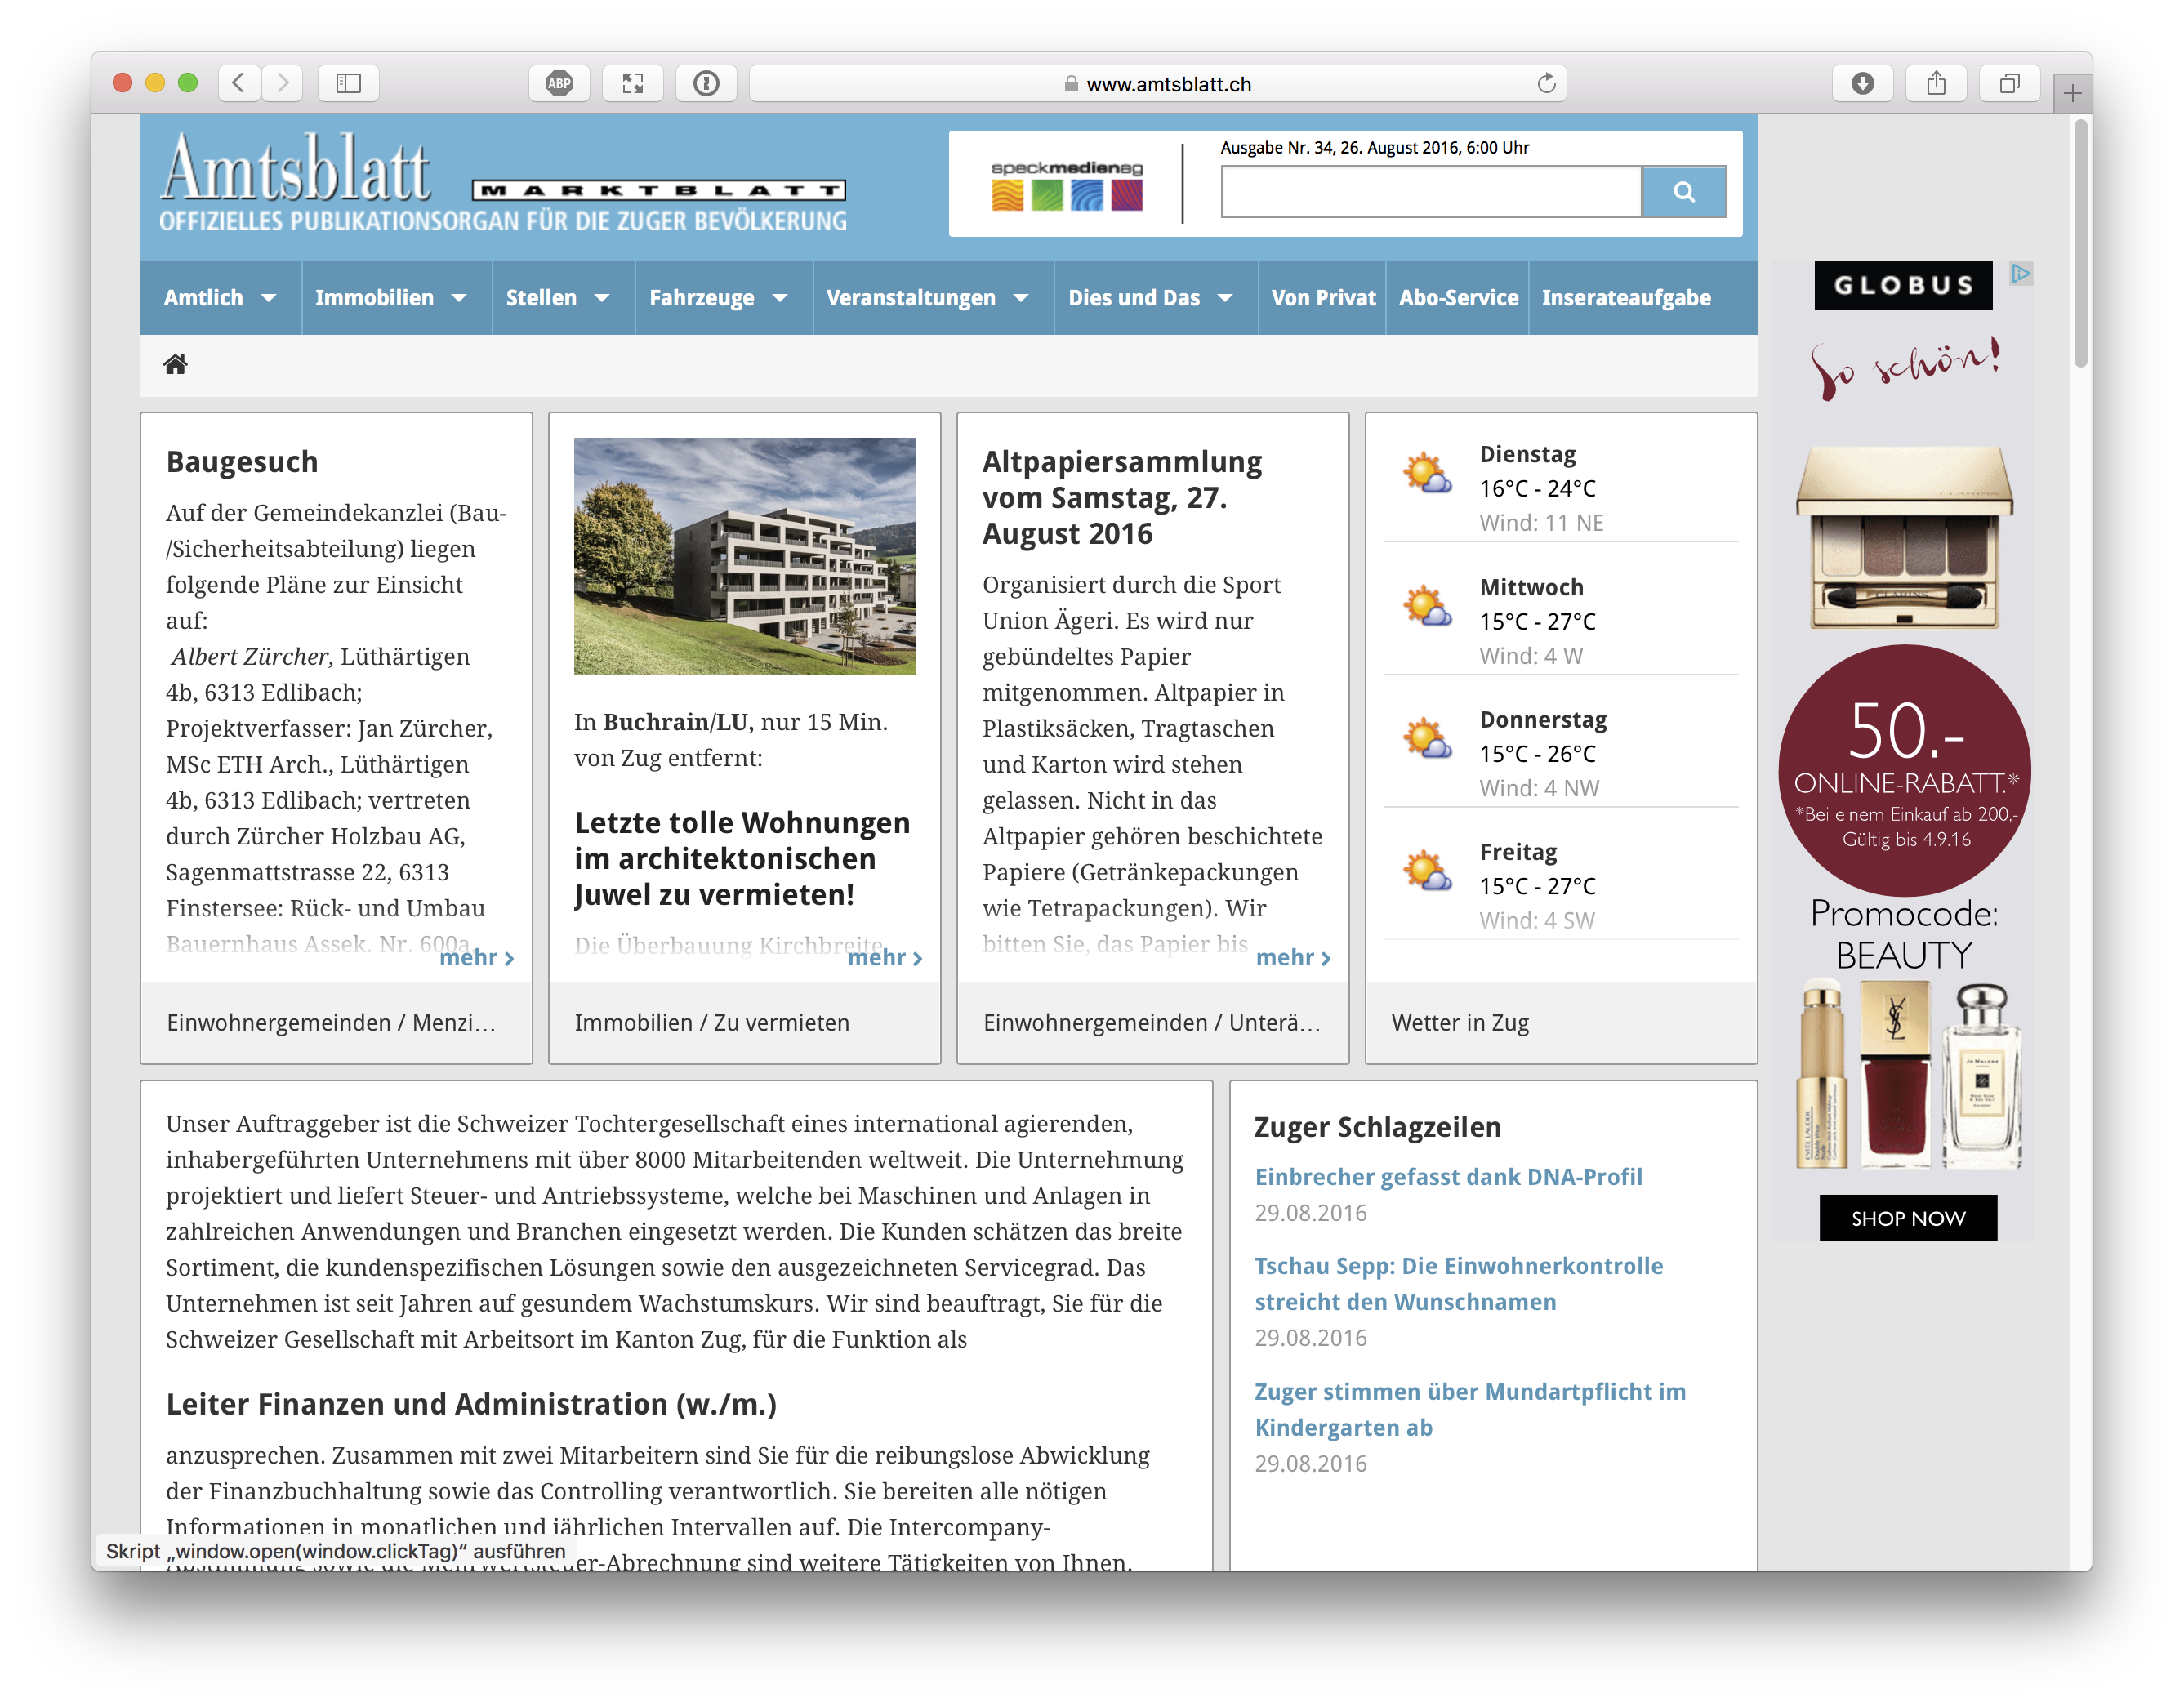 ABP
www.amtsblatt.ch
Amtsblatt
MARKTBLATT
OFFIZIELLES PUBLIKATIONSORGAN FÜR DIE ZUGER BEVÖLKERUNG
speckmedienag
Ausgabe Nr. 34, 26. August 2016, 6:00 Uhr
Amtlich
Immobilien
Stellen
Fahrzeuge
Veranstaltungen
Dies und Das
Von Privat
Abo-Service
Inserateaufgabe
Baugesuch
Auf der Gemeindekanzlei (Bau-
/Sicherheitsabteilung) liegen
folgende Pläne zur Einsicht
auf:
Albert Zürcher, Lüthärtigen
4b, 6313 Edlibach;
Projektverfasser: Jan Zürcher,
MSc ETH Arch., Lüthärtigen
4b, 6313 Edlibach; vertreten
durch Zürcher Holzbau AG,
Sagenmattstrasse 22, 6313
Finstersee: Rück- und Umbau
Bauernhaus Assek. Nr. 600a,
mehr
Einwohnergemeinden / Menzi…
In Buchrain/LU, nur 15 Min.
von Zug entfernt:
Letzte tolle Wohnungen
im architektonischen
Juwel zu vermieten!
Die Überbauung Kirchbreite
mehr
Immobilien / Zu vermieten
Altpapiersammlung
vom Samstag, 27.
August 2016
Organisiert durch die Sport
Union Ägeri. Es wird nur
gebündeltes Papier
mitgenommen. Altpapier in
Plastiksäcken, Tragtaschen
und Karton wird stehen
gelassen. Nicht in das
Altpapier gehören beschichtete
Papiere (Getränkepackungen
wie Tetrapackungen). Wir
bitten Sie, das Papier bis
mehr
Einwohnergemeinden / Unterä…
Dienstag
16°C - 24°C
Wind: 11 NE
Mittwoch
15°C - 27°C
Wind: 4 W
Donnerstag
15°C - 26°C
Wind: 4 NW
Freitag
15°C - 27°C
Wind: 4 SW
Wetter in Zug
GLOBUS
So schön!
CLARINS
50.–
ONLINE-RABATT.*
*Bei einem Einkauf ab 200.-
Gültig bis 4.9.16
Promocode:
BEAUTY
JO MALONE
SHOP NOW
Unser Auftraggeber ist die Schweizer Tochtergesellschaft eines international agierenden,
inhabergeführten Unternehmens mit über 8000 Mitarbeitenden weltweit. Die Unternehmung
projektiert und liefert Steuer- und Antriebssysteme, welche bei Maschinen und Anlagen in
zahlreichen Anwendungen und Branchen eingesetzt werden. Die Kunden schätzen das breite
Sortiment, die kundenspezifischen Lösungen sowie den ausgezeichneten Servicegrad. Das
Unternehmen ist seit Jahren auf gesundem Wachstumskurs. Wir sind beauftragt, Sie für die
Schweizer Gesellschaft mit Arbeitsort im Kanton Zug, für die Funktion als
Leiter Finanzen und Administration (w./m.)
anzusprechen. Zusammen mit zwei Mitarbeitern sind Sie für die reibungslose Abwicklung
der Finanzbuchhaltung sowie das Controlling verantwortlich. Sie bereiten alle nötigen
Informationen in monatlichen und jährlichen Intervallen auf. Die Intercompany-
Abstimmung sowie die Mehrwertsteuer-Abrechnung sind weitere Tätigkeiten von Ihnen.
Zuger Schlagzeilen
Einbrecher gefasst dank DNA-Profil
29.08.2016
Tschau Sepp: Die Einwohnerkontrolle
streicht den Wunschnamen
29.08.2016
Zuger stimmen über Mundartpflicht im
Kindergarten ab
29.08.2016
Skript „window.open(window.clickTag)“ ausführen